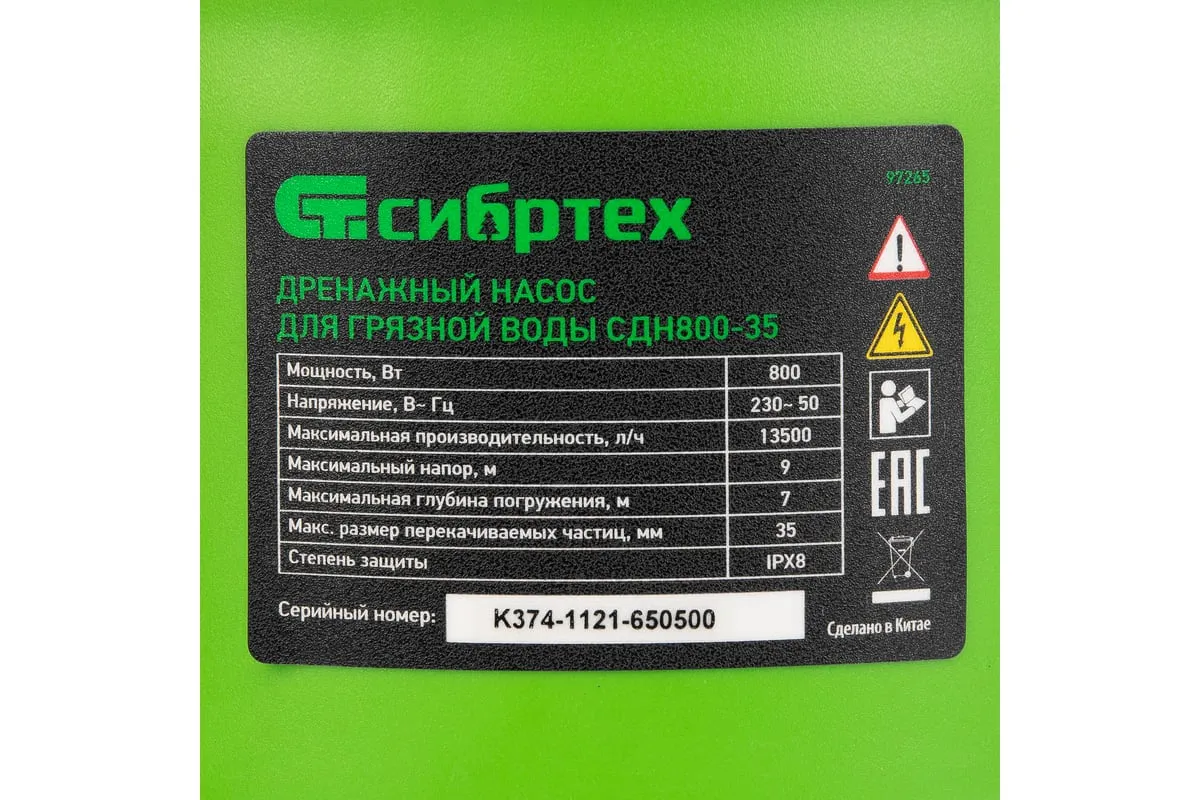 97265
сибртех
ДРЕНАЖНЫЙ НАСОС
ДЛЯ ГРЯЗНОЙ ВОДЫ СДН800-35
Мощность, Вт 800
Напряжение, В~ Гц 230~ 50
Максимальная производительность, л/ч 13500
Максимальный напор, м 9
Максимальная глубина погружения, м 7
Макс. размер перекачиваемых частиц, мм 35
Степень защиты IPX8
EAC
Серийный номер: K374-1121-650500
Сделано в Китае